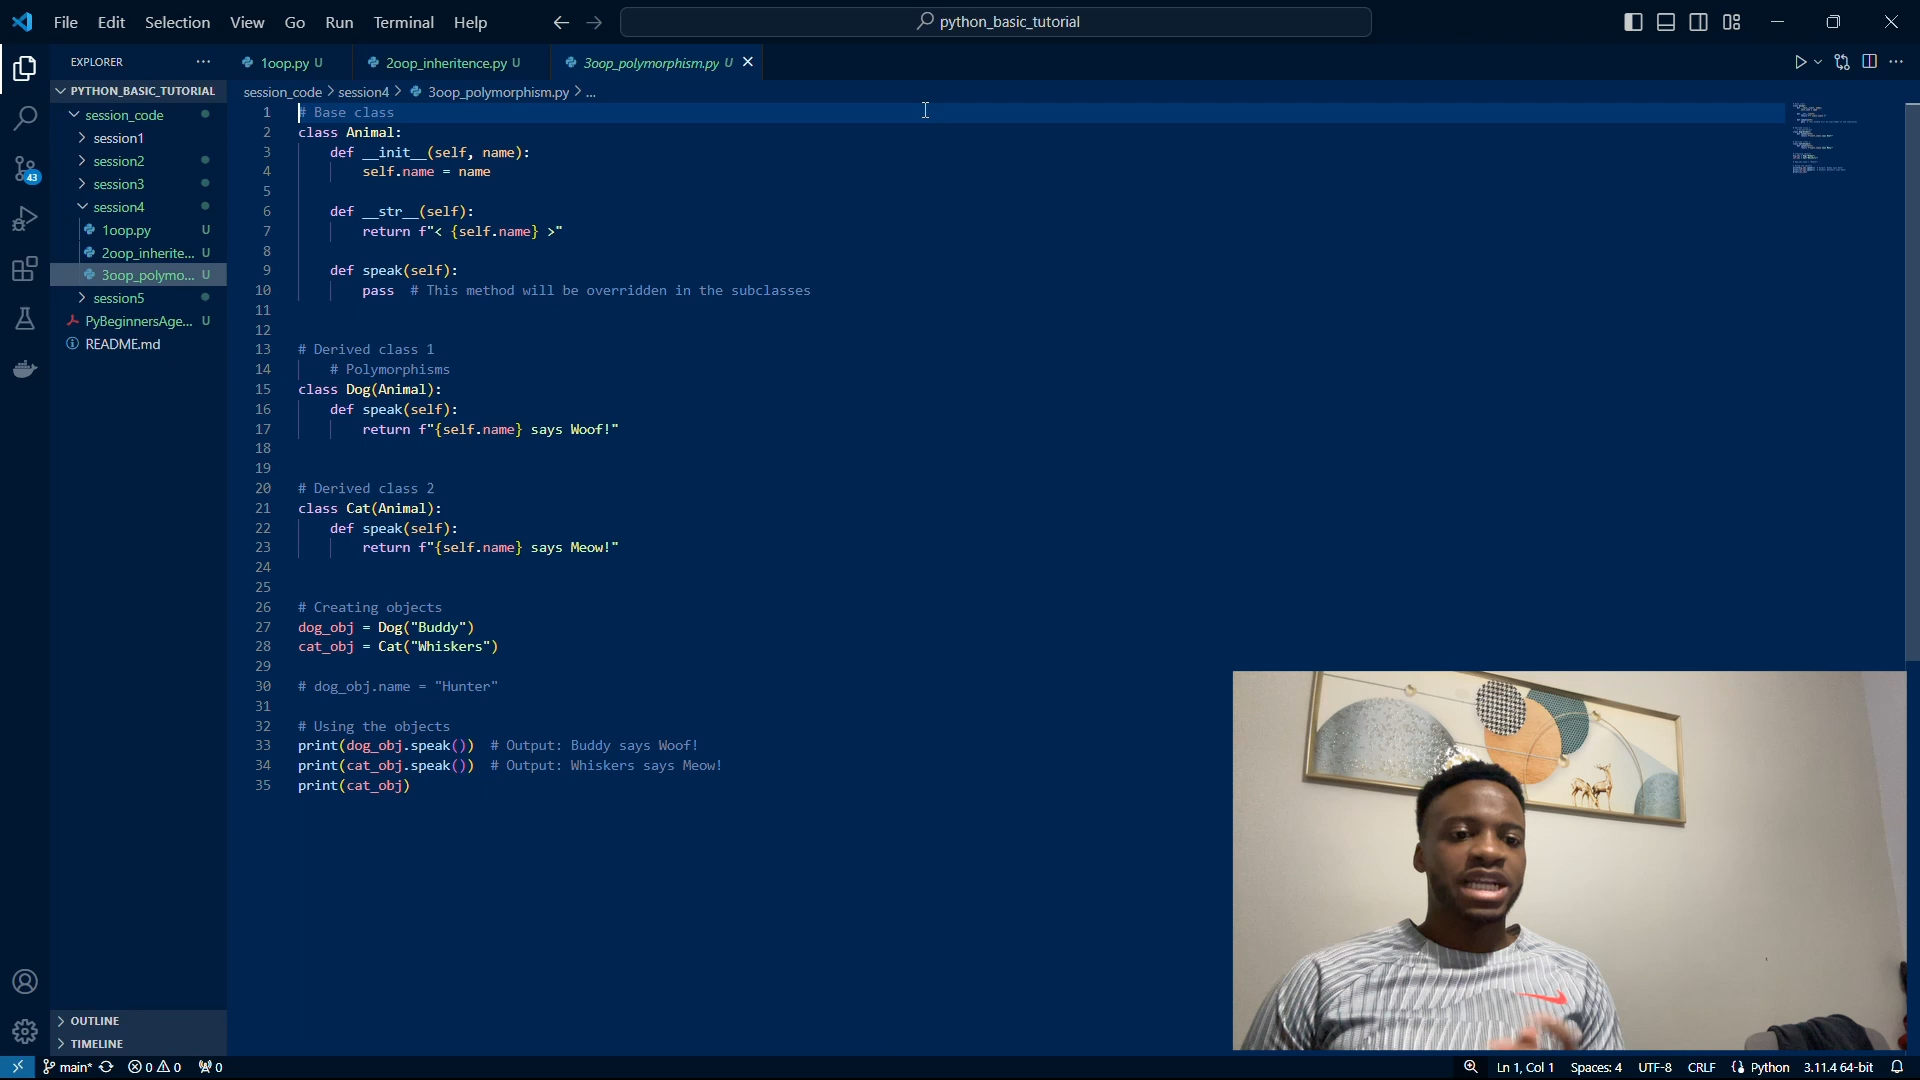 File Edit Selection View Go Run Terminal Help
python_basic_tutorial
EXPLORER
1oop.py U
2oop_inheritence.py U
3oop_polymorphism.py U
PYTHON_BASIC_TUTORIAL
session_code > session4 > 3oop_polymorphism.py > ...
session_code
session1
session2
session3
session4
1oop.py U
2oop_inherite... U
3oop_polymo... U
session5
PyBeginnersAge... U
README.md
43
1 # Base class
2 class Animal:
3 def __init__(self, name):
4 self.name = name
5
6 def __str__(self):
7 return f"< {self.name} >"
8
9 def speak(self):
10 pass # This method will be overridden in the subclasses
11
12
13 # Derived class 1
14 # Polymorphisms
15 class Dog(Animal):
16 def speak(self):
17 return f"{self.name} says Woof!"
18
19
20 # Derived class 2
21 class Cat(Animal):
22 def speak(self):
23 return f"{self.name} says Meow!"
24
25
26 # Creating objects
27 dog_obj = Dog("Buddy")
28 cat_obj = Cat("Whiskers")
29
30 # dog_obj.name = "Hunter"
31
32 # Using the objects
33 print(dog_obj.speak()) # Output: Buddy says Woof!
34 print(cat_obj.speak()) # Output: Whiskers says Meow!
35 print(cat_obj)
OUTLINE
TIMELINE
main* 0 0 0 Ln 1, Col 1 Spaces: 4 UTF-8 CRLF Python 3.11.4 64-bit